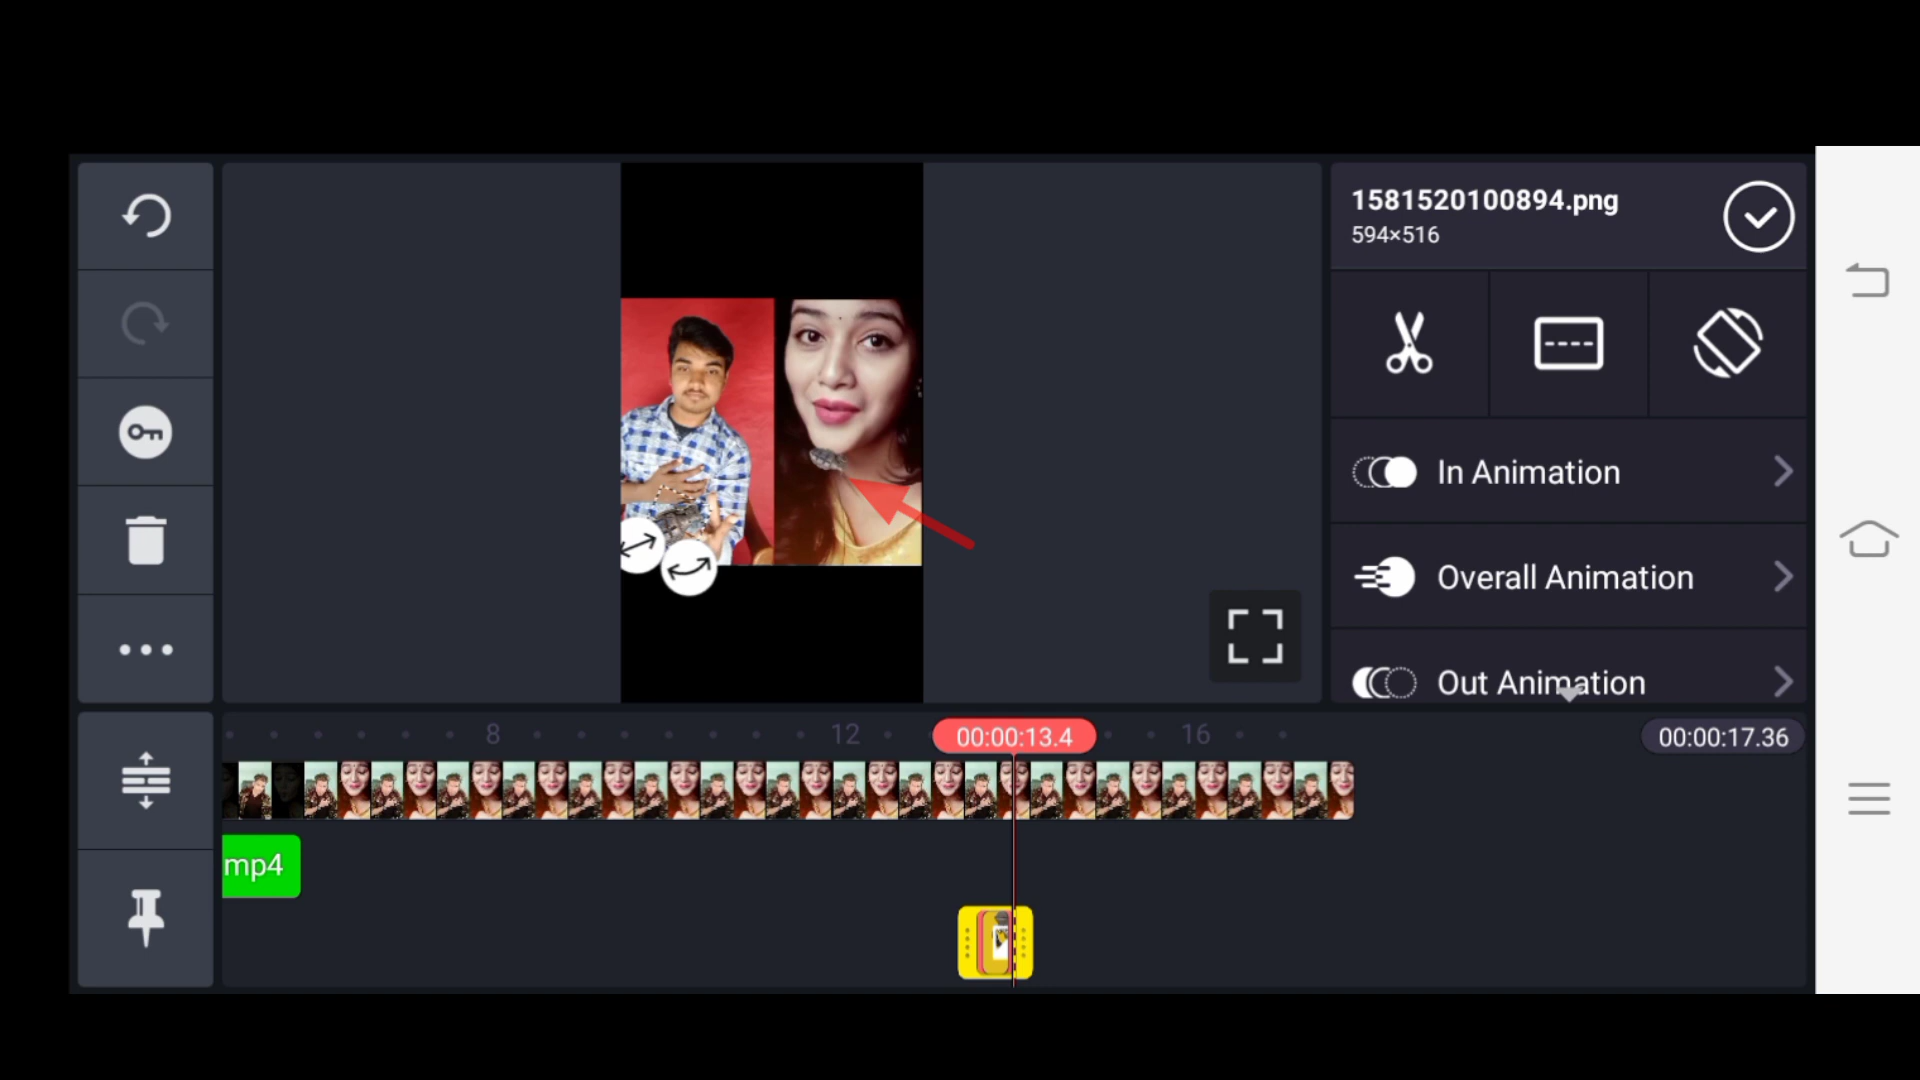 1581520100894.png
594×516
In Animation
Overall Animation
Out Animation
8
12
00:00:13.4
16
00:00:17.36
mp4